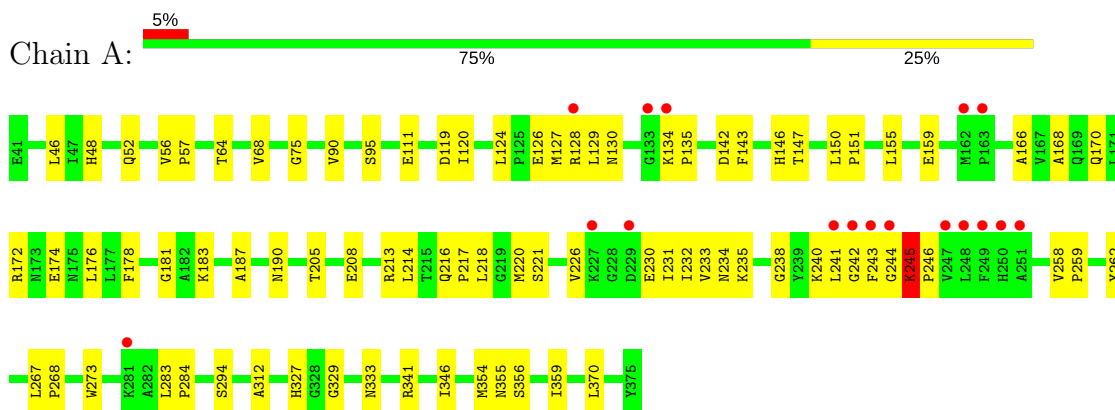 5%
Chain A:
75% 25%
E41 L46 I47 H48 Q52 V56 P57 T64 V68 G75 V90 S95 E111 D119 I120 L124 P125 E126 M127 R128 L129 N130 G133 K134 P135 D142 F143 H146 T147 L150 P151 L155 E159 M162 P163 A166 V167 A168 Q169 Q170 L171
R172 N173 E174 N175 L176 L177 F178 G181 A182 K183 A187 N190 T205 E208 R213 L214 T215 Q216 P217 L218 G219 M220 S221 V226 K227 G228 D229 E230 I231 I232 V233 N234 K235 G238 Y239 K240 L241 G242 F243 G244 K245 P246 V247 L248 F249 H250 A251 V258 P259
L267 P268 W273 K281 A282 L283 P284 S294 A312 H327 G328 G329 N333 R341 I346 M354 N355 S356 I359 L370 Y375